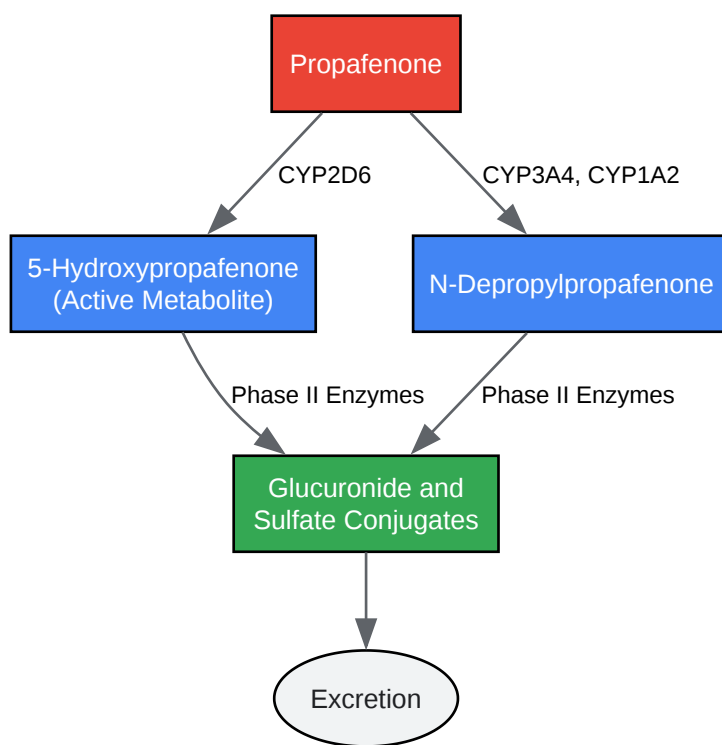 Propafenone
CYP2D6
CYP3A4, CYP1A2
5-Hydroxypropafenone
(Active Metabolite)
N-Depropylpropafenone
Phase II Enzymes
Phase II Enzymes
Glucuronide and
Sulfate Conjugates
Excretion